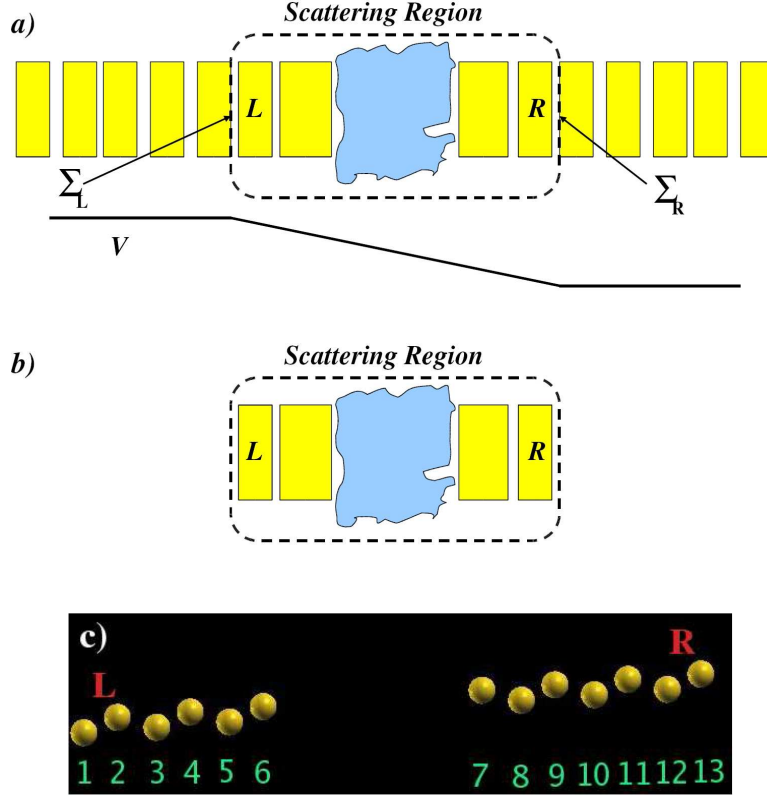 a)
Scattering Region
L
R
Σ_L
Σ_R
V
b)
Scattering Region
L
R
c)
L
R
1 2 3 4 5 6 7 8 9 10 11 12 13